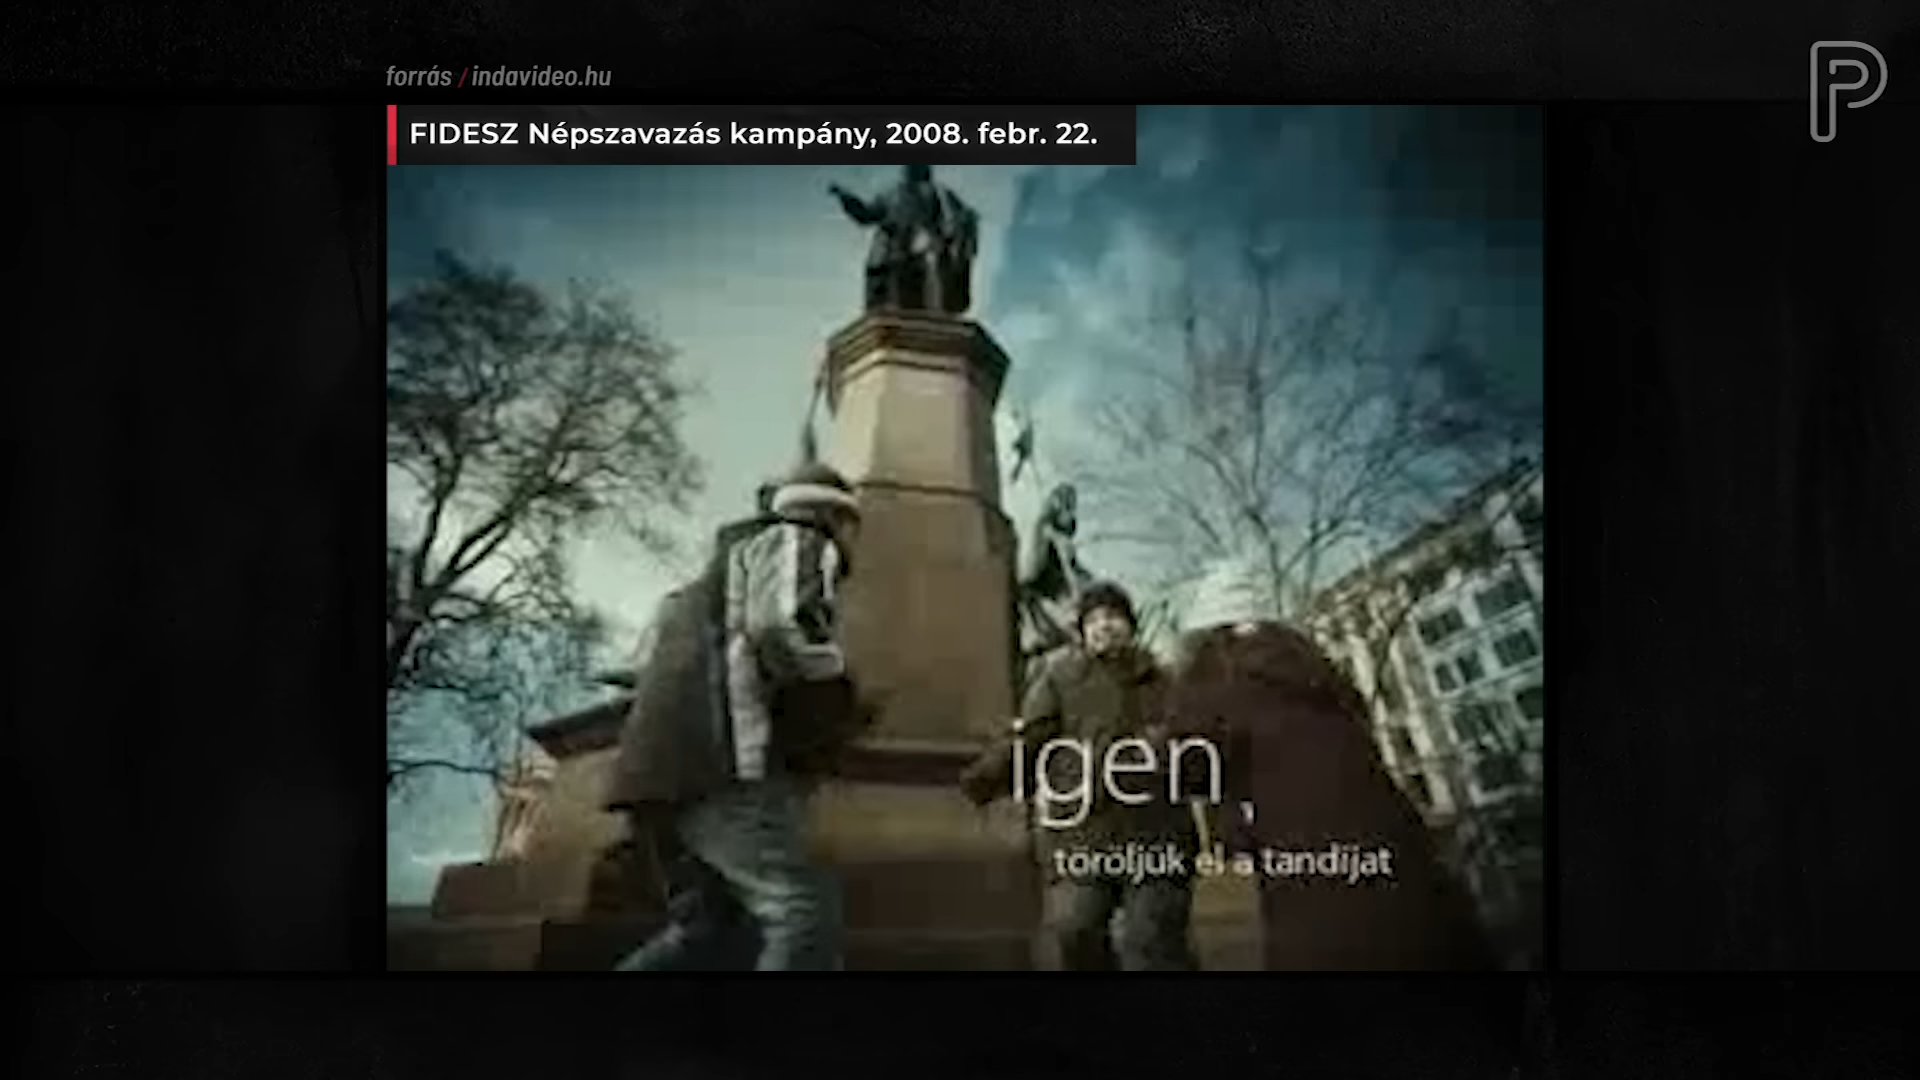 forrás / indavideo.hu
FIDESZ Népszavazás kampány, 2008. febr. 22.
igen,
töröljük el a tandíjat